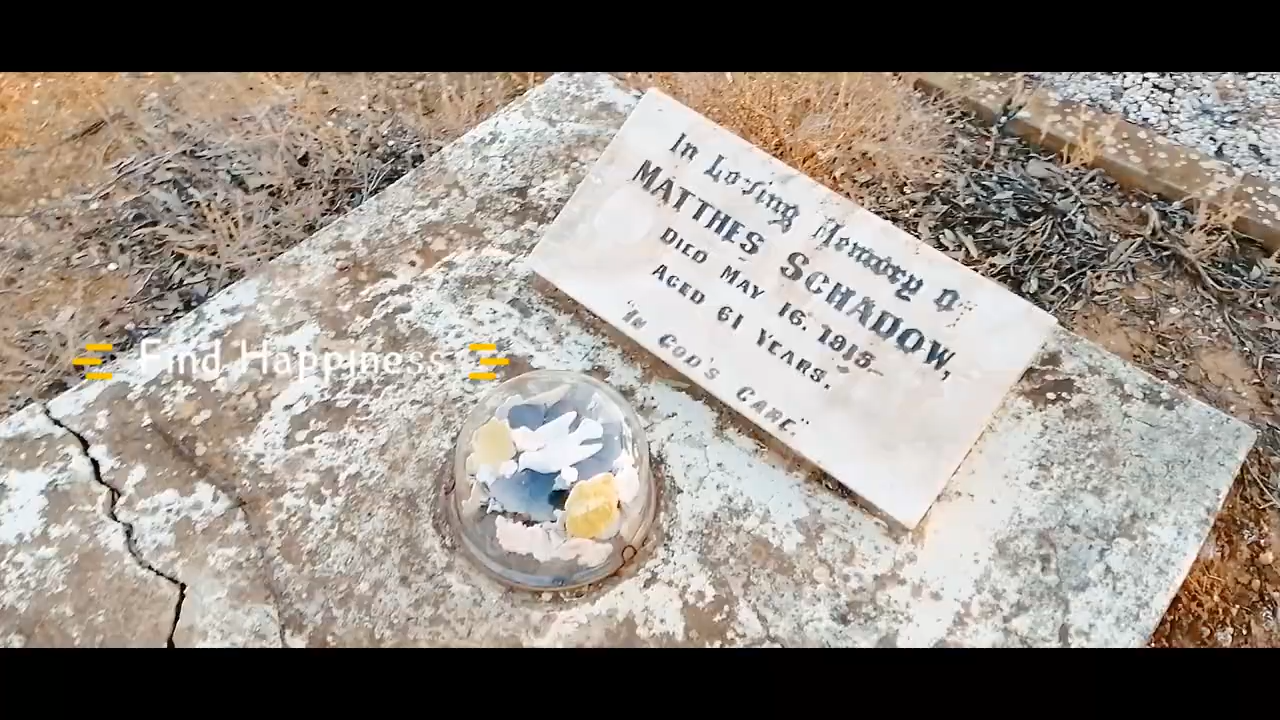 In Loving Memory Of
MATTHES SCHADOW,
DIED MAY 16, 1915
AGED 61 YEARS.
"IN GOD'S CARE"
Find Happiness